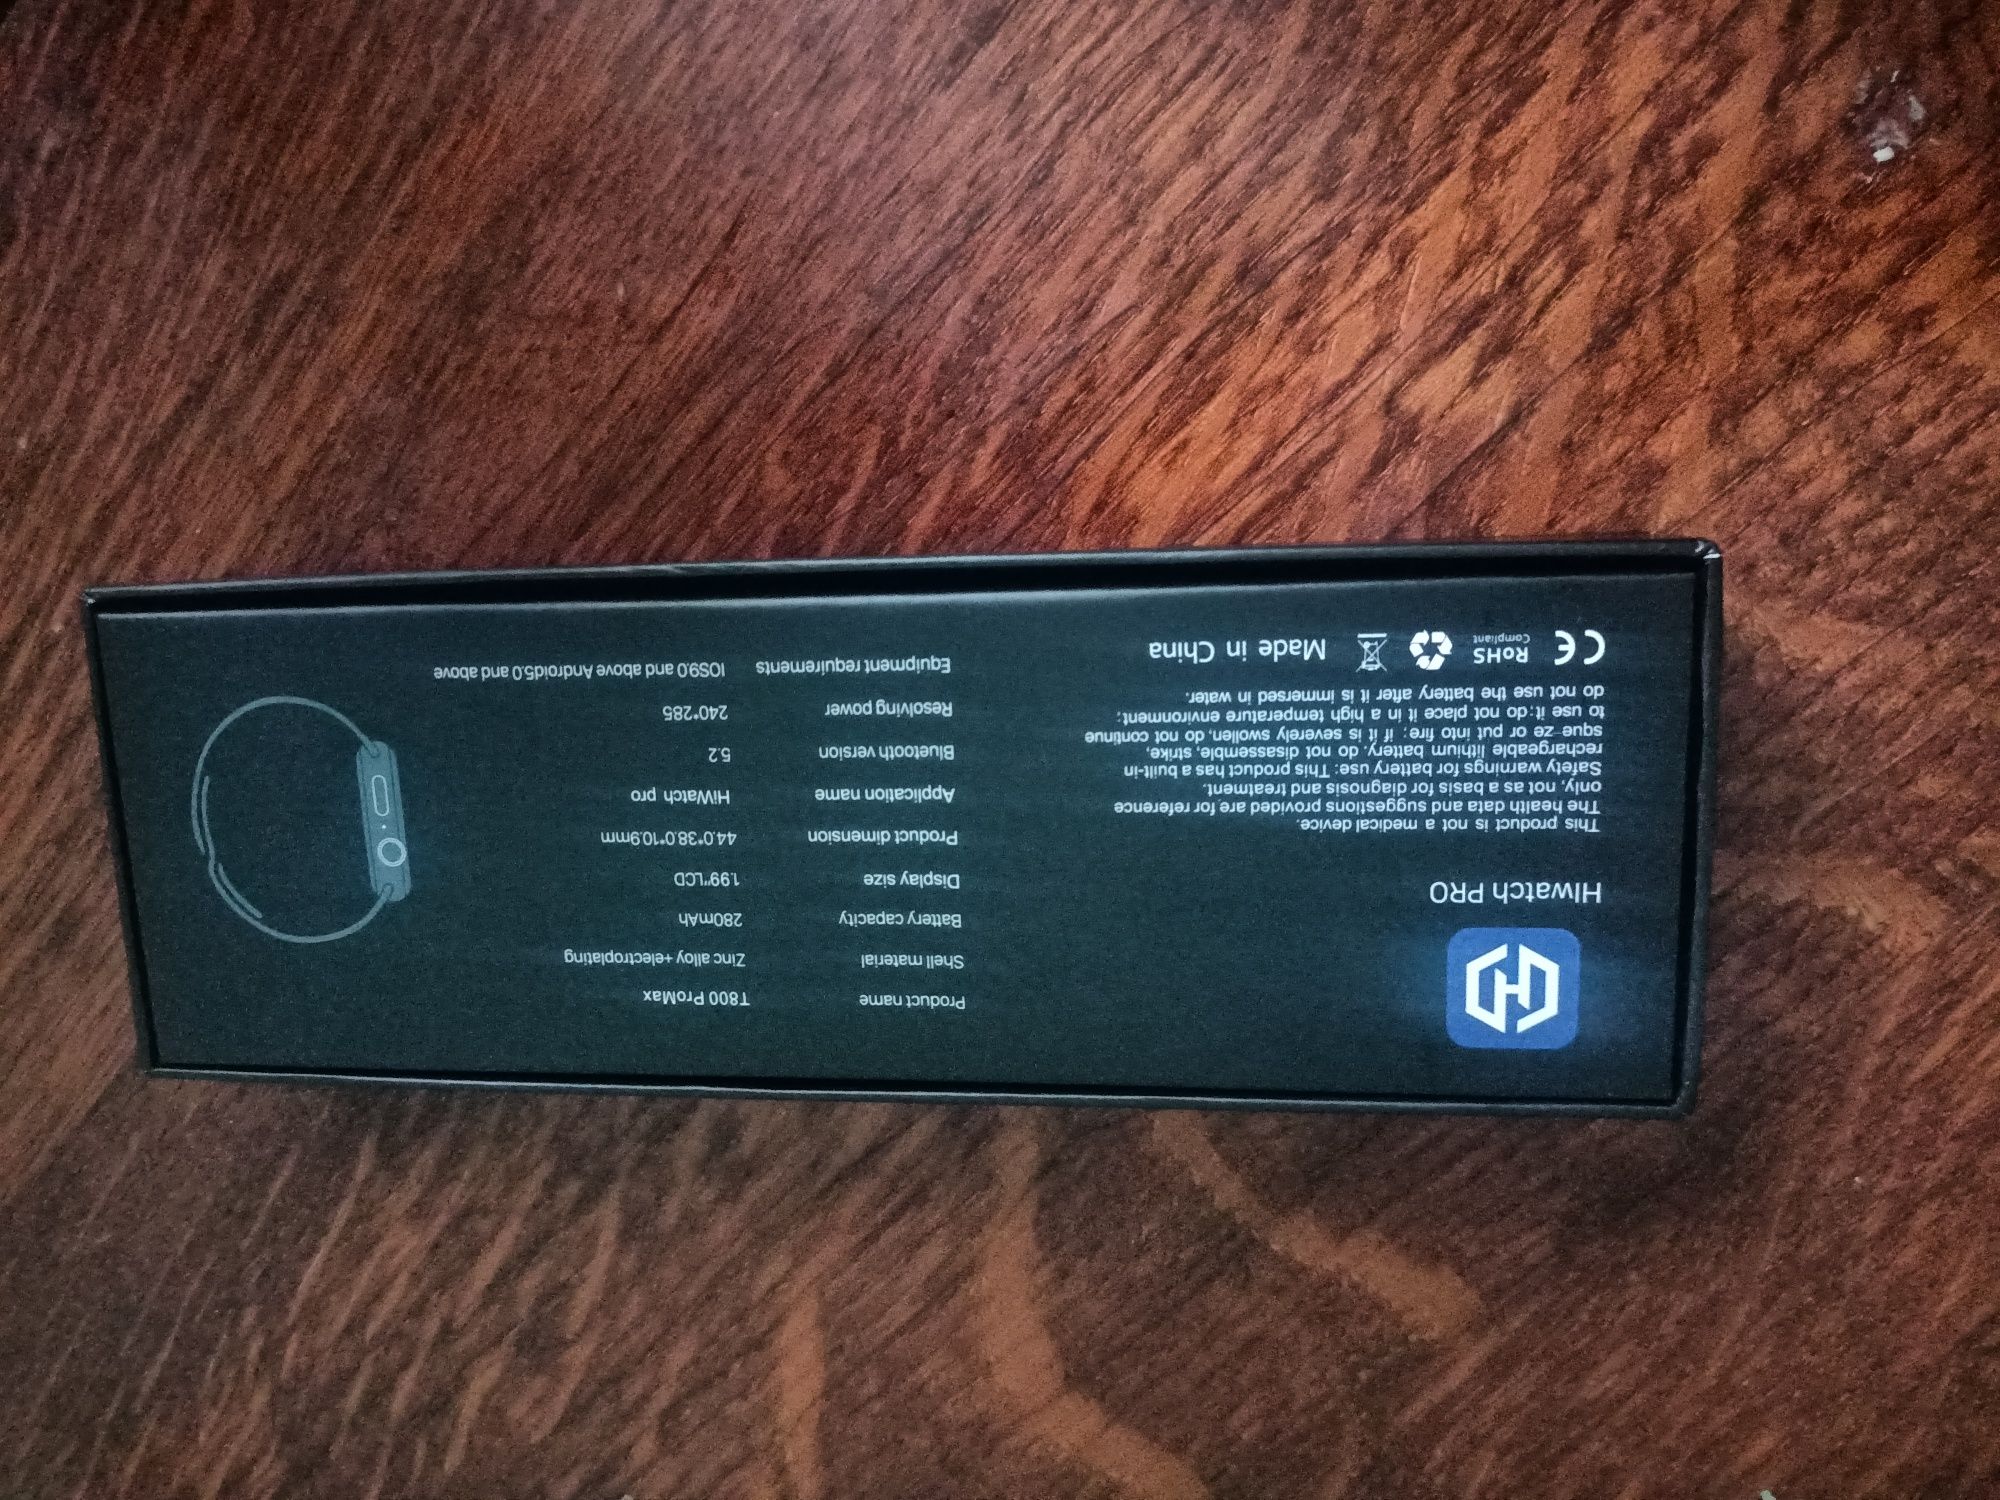 HIwatch PRO
This product is not a medical device.
The health data and suggestions provided are for reference
only, not as a basis for diagnosis and treatment.
Safety warnings for battery use: This product has a built-in
rechargeable lithium battery. do not disassemble, strike,
sque ze or put into fire; if it is severely swollen, do not continue
to use it; do not place it in a high temperature environment;
do not use the battery after it is immersed in water.
CE RoHS Compliant Made in China
Product name T800 ProMax
Shell material Zinc alloy +electroplating
Battery capacity 280mAh
Display size 1.99"LCD
Product dimension 44.0*38.0*10.9mm
Application name HiWatch pro
Bluetooth version 5.2
Resolving power 240*285
Equipment requirements IOS9.0 and above Android5.0 and above